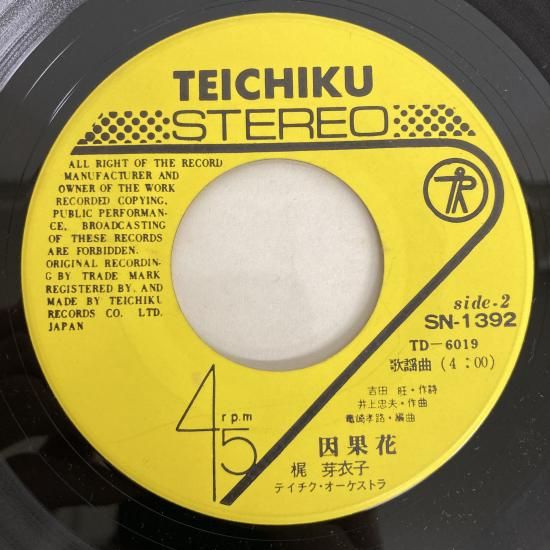 TEICHIKU
STEREO
ALL RIGHT OF THE RECORD
MANUFACTURER AND
OWNER OF THE WORK
RECORDED COPYING,
PUBLIC PERFORMAN-
CE, BROADCASTING
OF THESE RECORDS
ARE FORBIDDEN.
ORIGINAL RECORDIN-
G BY TRADE MARK
REGISTERED BY, AND
MADE BY TEICHIKU
RECORDS CO. LTD.
JAPAN
side-2
SN-1392
TD-6019
歌謡曲(4:00)
吉田 旺・作詩
井上忠夫・作曲
竜崎孝路・編曲
45 rpm
因果花
梶 芽衣子
テイチク・オーケストラ